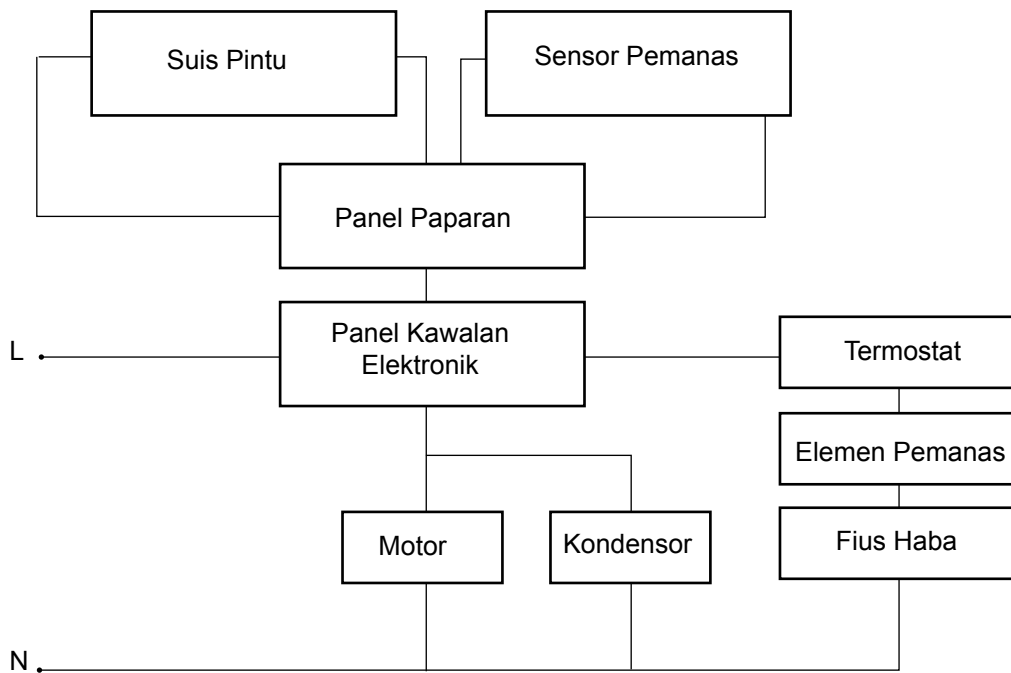 Suis Pintu
Sensor Pemanas
Panel Paparan
L
Panel Kawalan
Elektronik
Termostat
Elemen Pemanas
Motor
Kondensor
Fius Haba
N